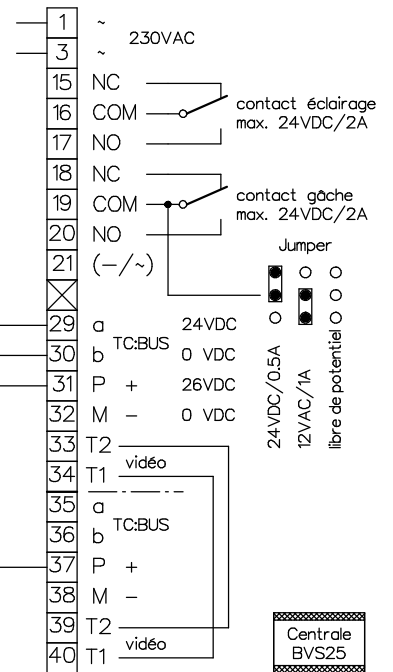 1 ~
230VAC
3 ~
15 NC
16 COM
contact éclairage
max. 24VDC/2A
17 NO
18 NC
19 COM
contact gâche
max. 24VDC/2A
20 NO
21 (−/~)
Jumper
24VDC/0.5A
12VAC/1A
libre de potentiel
29 a 24VDC
TC:BUS
30 b 0 VDC
31 P + 26VDC
32 M − 0 VDC
33 T2
vidéo
34 T1
35 a
TC:BUS
36 b
37 P +
38 M −
39 T2
vidéo
40 T1
Centrale
BVS25